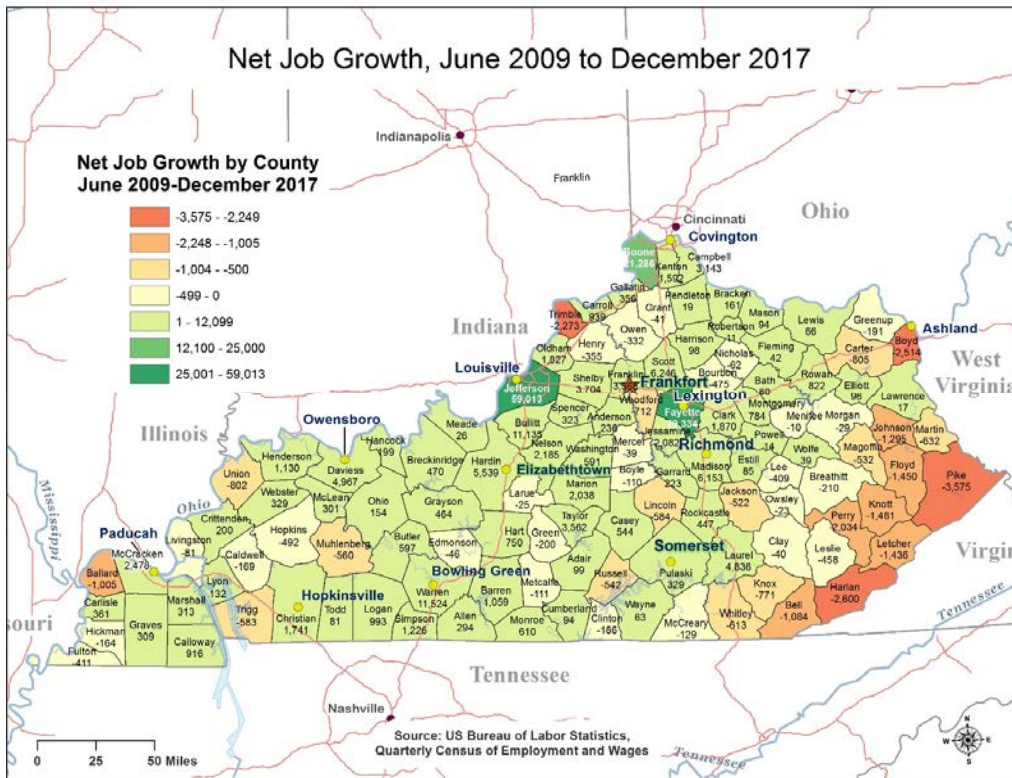 Net Job Growth, June 2009 to December 2017
Indianapolis
Net Job Growth by County
June 2009-December 2017
-3,575 - -2,249
-2,248 - -1,005
-1,004 - -500
-499 - 0
1 - 12,099
12,100 - 25,000
25,001 - 59,013
Franklin
Ohio
Cincinnati
Covington
Boone
Kenton
1,592
Campbell
3,143
Gallatin
356
Carroll
939
Trimble
-2,273
Indiana
Grant
-41
Pendleton
19
Bracken
161
Mason
94
Robertson
11
Lewis
66
Greenup
-191
Ashland
Boyd
-2,514
Carter
-805
Owen
-332
Henry
-355
Oldham
1,827
Harrison
98
Nicholas
-62
Fleming
42
West
Virginia
Louisville
Jefferson
59,013
Shelby
3,704
Franklin
Frankfort
Scott
6,246
Bourbon
-475
Bath
Rowan
822
Elliott
Lawrence
17
Lexington
Fayette
Woodford
712
Montgomery
784
Clark
1,870
Menifee
-10
Morgan
-29
Martin
-632
Johnson
-1,295
Owensboro
Illinois
Bullitt
11,135
Spencer
323
Anderson
236
Jessamine
2,082
Richmond
Powell
-14
Wolfe
39
Magoffin
-532
Floyd
-1,450
Pike
-3,575
Meade
26
Hancock
199
Nelson
2,185
Washington
591
Mercer
-39
Madison
6,153
Estill
85
Lee
-409
Breathitt
-210
Henderson
1,130
Daviess
4,967
Breckinridge
470
Hardin
5,539
Elizabethtown
Boyle
-110
Garrard
223
Union
-802
Webster
329
McLean
301
Ohio
154
Grayson
464
Larue
-25
Marion
2,038
Lincoln
-584
Jackson
-522
Owsley
-23
Knott
-1,481
Perry
-2,034
Mississippi
Ohio
Crittenden
200
Hopkins
-492
Muhlenberg
-560
Butler
597
Edmonson
-46
Hart
750
Green
-200
Taylor
3,562
Casey
544
Rockcastle
447
Clay
-40
Leslie
-458
Letcher
-1,436
Virginia
Paducah
McCracken
2,478
Livingston
-81
Caldwell
-169
Somerset
Pulaski
329
Laurel
4,836
Ballard
-1,005
Lyon
132
Hopkinsville
Christian
1,741
Bowling Green
Warren
11,524
Barren
1,059
Metcalfe
-111
Adair
99
Russell
-542
Knox
-771
Harlan
-2,600
Carlisle
-361
Marshall
313
Trigg
-583
Todd
81
Logan
993
Simpson
1,226
Allen
294
Monroe
610
Cumberland
94
Clinton
Wayne
63
McCreary
-129
Whitley
-613
Bell
-1,084
Tennessee
souri
Hickman
-164
Graves
309
Fulton
-411
Calloway
916
Tennessee
Nashville
Source: US Bureau of Labor Statistics,
Quarterly Census of Employment and Wages
Tennessee
0 25 50 Miles
N
W E
S